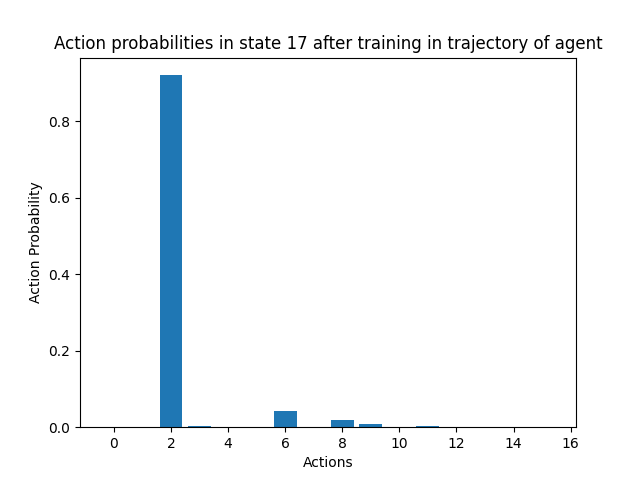 Action probabilities in state 17 after training in trajectory of agent
Action Probability
0.8
0.6
0.4
0.2
0.0
0 2 4 6 8 10 12 14 16
Actions